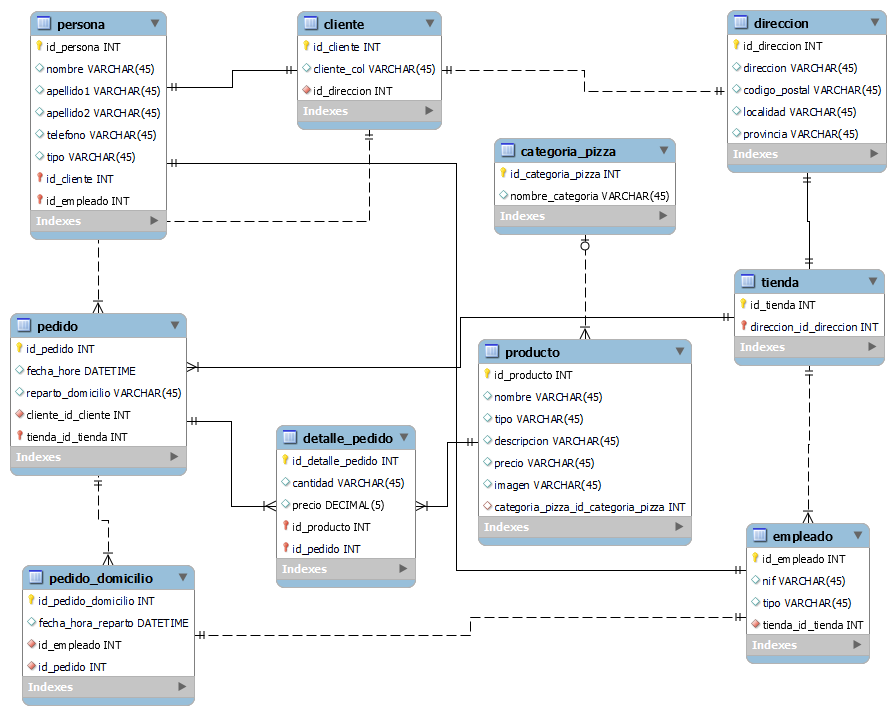 persona
id_persona INT
nombre VARCHAR(45)
apellido1 VARCHAR(45)
apellido2 VARCHAR(45)
telefono VARCHAR(45)
tipo VARCHAR(45)
id_cliente INT
id_empleado INT
Indexes
cliente
id_cliente INT
cliente_col VARCHAR(45)
id_direccion INT
Indexes
direccion
id_direccion INT
direccion VARCHAR(45)
codigo_postal VARCHAR(45)
localidad VARCHAR(45)
provincia VARCHAR(45)
Indexes
categoria_pizza
id_categoria_pizza INT
nombre_categoria VARCHAR(45)
Indexes
tienda
id_tienda INT
direccion_id_direccion INT
Indexes
pedido
id_pedido INT
fecha_hore DATETIME
reparto_domicilio VARCHAR(45)
cliente_id_cliente INT
tienda_id_tienda INT
Indexes
producto
id_producto INT
nombre VARCHAR(45)
tipo VARCHAR(45)
descripcion VARCHAR(45)
precio VARCHAR(45)
imagen VARCHAR(45)
categoria_pizza_id_categoria_pizza INT
Indexes
detalle_pedido
id_detalle_pedido INT
cantidad VARCHAR(45)
precio DECIMAL(5)
id_producto INT
id_pedido INT
Indexes
empleado
id_empleado INT
nif VARCHAR(45)
tipo VARCHAR(45)
tienda_id_tienda INT
Indexes
pedido_domicilio
id_pedido_domicilio INT
fecha_hora_reparto DATETIME
id_empleado INT
id_pedido INT
Indexes